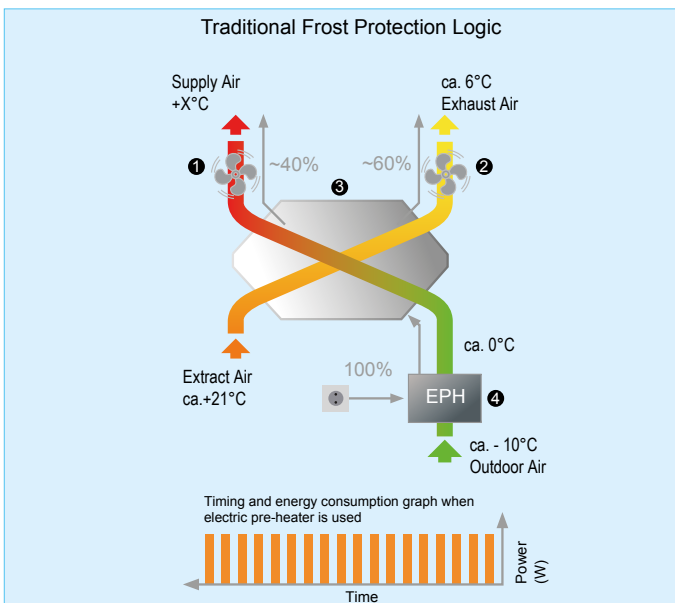 Traditional Frost Protection Logic
Supply Air
+X°C
ca. 6°C
Exhaust Air
~40%
~60%
1
3
2
ca. 0°C
Extract Air
ca.+21°C
100%
EPH
4
ca. - 10°C
Outdoor Air
Timing and energy consumption graph when
electric pre-heater is used
Power
(W)
Time